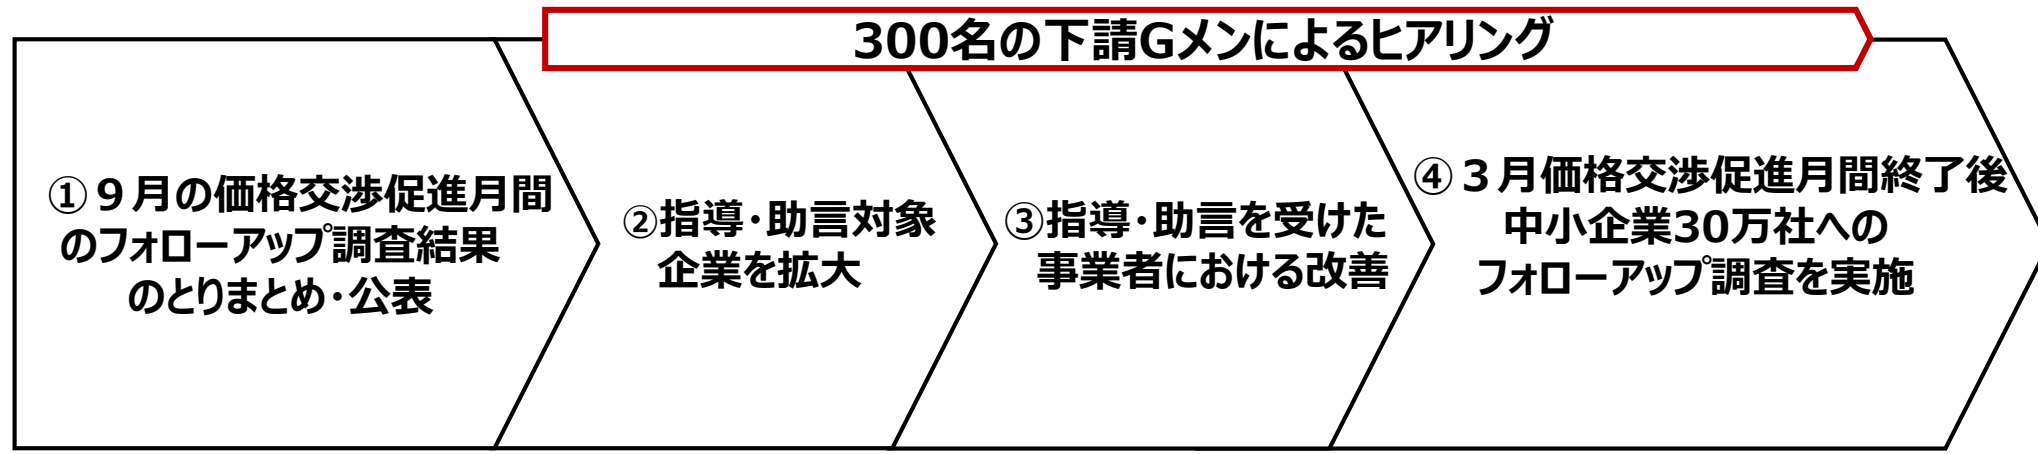 300名の下請Gメンによるヒアリング
①９月の価格交渉促進月間
のフォローアップ調査結果
のとりまとめ・公表
②指導・助言対象
企業を拡大
③指導・助言を受けた
事業者における改善
④３月価格交渉促進月間終了後
中小企業30万社への
フォローアップ調査を実施